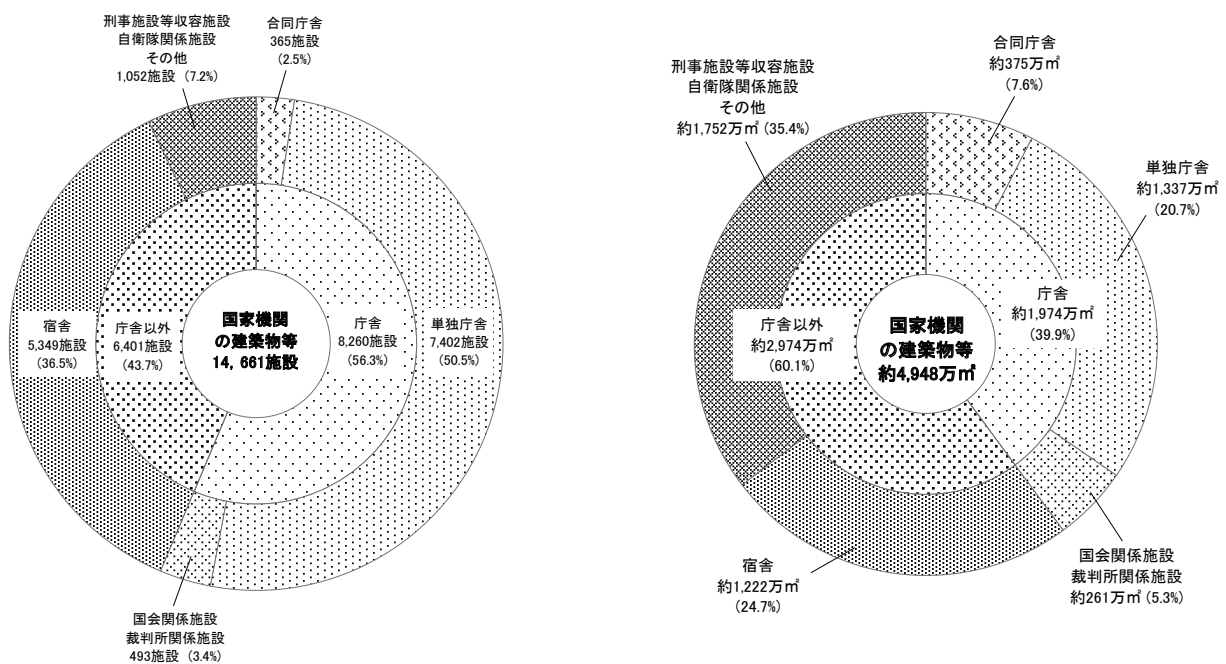 刑事施設等収容施設
自衛隊関係施設
その他
1,052施設 (7.2%)
合同庁舎
365施設
(2.5%)
宿舎
5,349施設
(36.5%)
庁舎以外
6,401施設
(43.7%)
国家機関
の建築物等
14,661施設
庁舎
8,260施設
(56.3%)
単独庁舎
7,402施設
(50.5%)
国会関係施設
裁判所関係施設
493施設 (3.4%)
刑事施設等収容施設
自衛隊関係施設
その他
約1,752万㎡ (35.4%)
合同庁舎
約375万㎡
(7.6%)
単独庁舎
約1,337万㎡
(20.7%)
庁舎
約1,974万㎡
(39.9%)
庁舎以外
約2,974万㎡
(60.1%)
国家機関
の建築物等
約4,948万㎡
宿舎
約1,222万㎡
(24.7%)
国会関係施設
裁判所関係施設
約261万㎡ (5.3%)